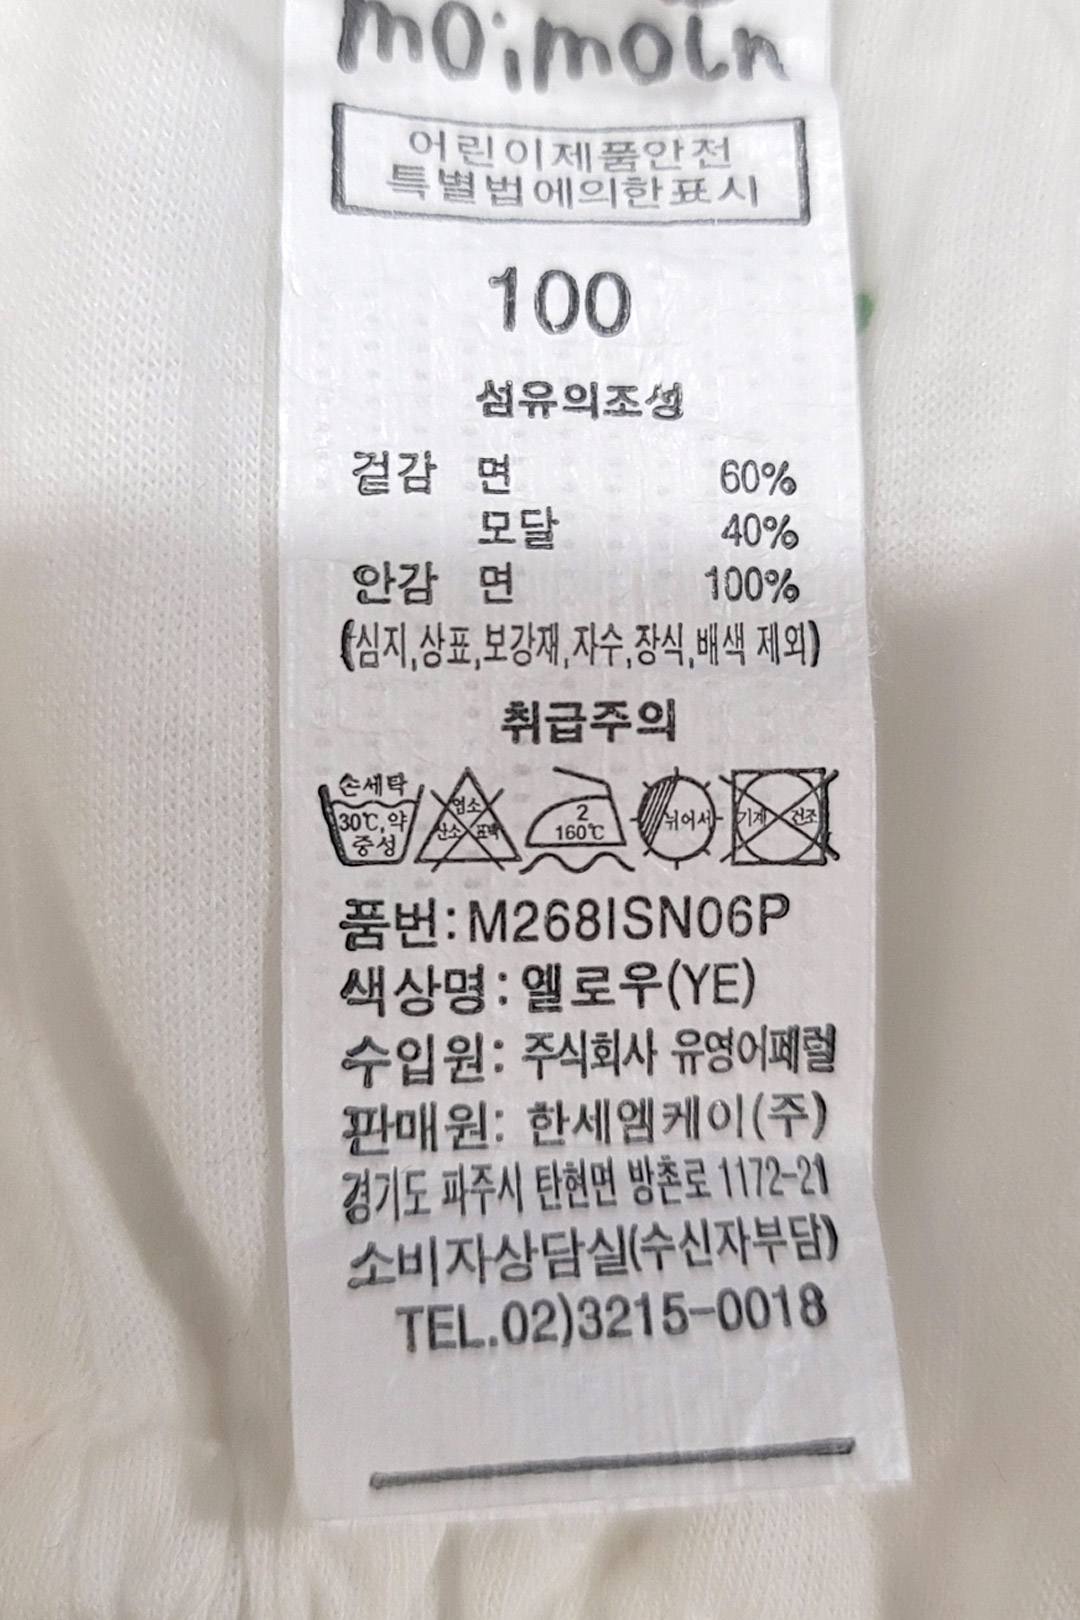 moimoln
어린이제품안전
특별법에의한표시
100
섬유의조성
겉감 면 60%
모달 40%
안감 면 100%
(심지,상표,보강재,자수,장식,배색 제외)
취급주의
손세탁
30℃,약
중성
염소
산소 표백
2
160℃
뉘어서
기계 건조
품번:M268ISN06P
색상명:옐로우(YE)
수입원: 주식회사 유영어패럴
판매원: 한세엠케이(주)
경기도 파주시 탄현면 방촌로 1172-21
소비자상담실(수신자부담)
TEL.02)3215-0018